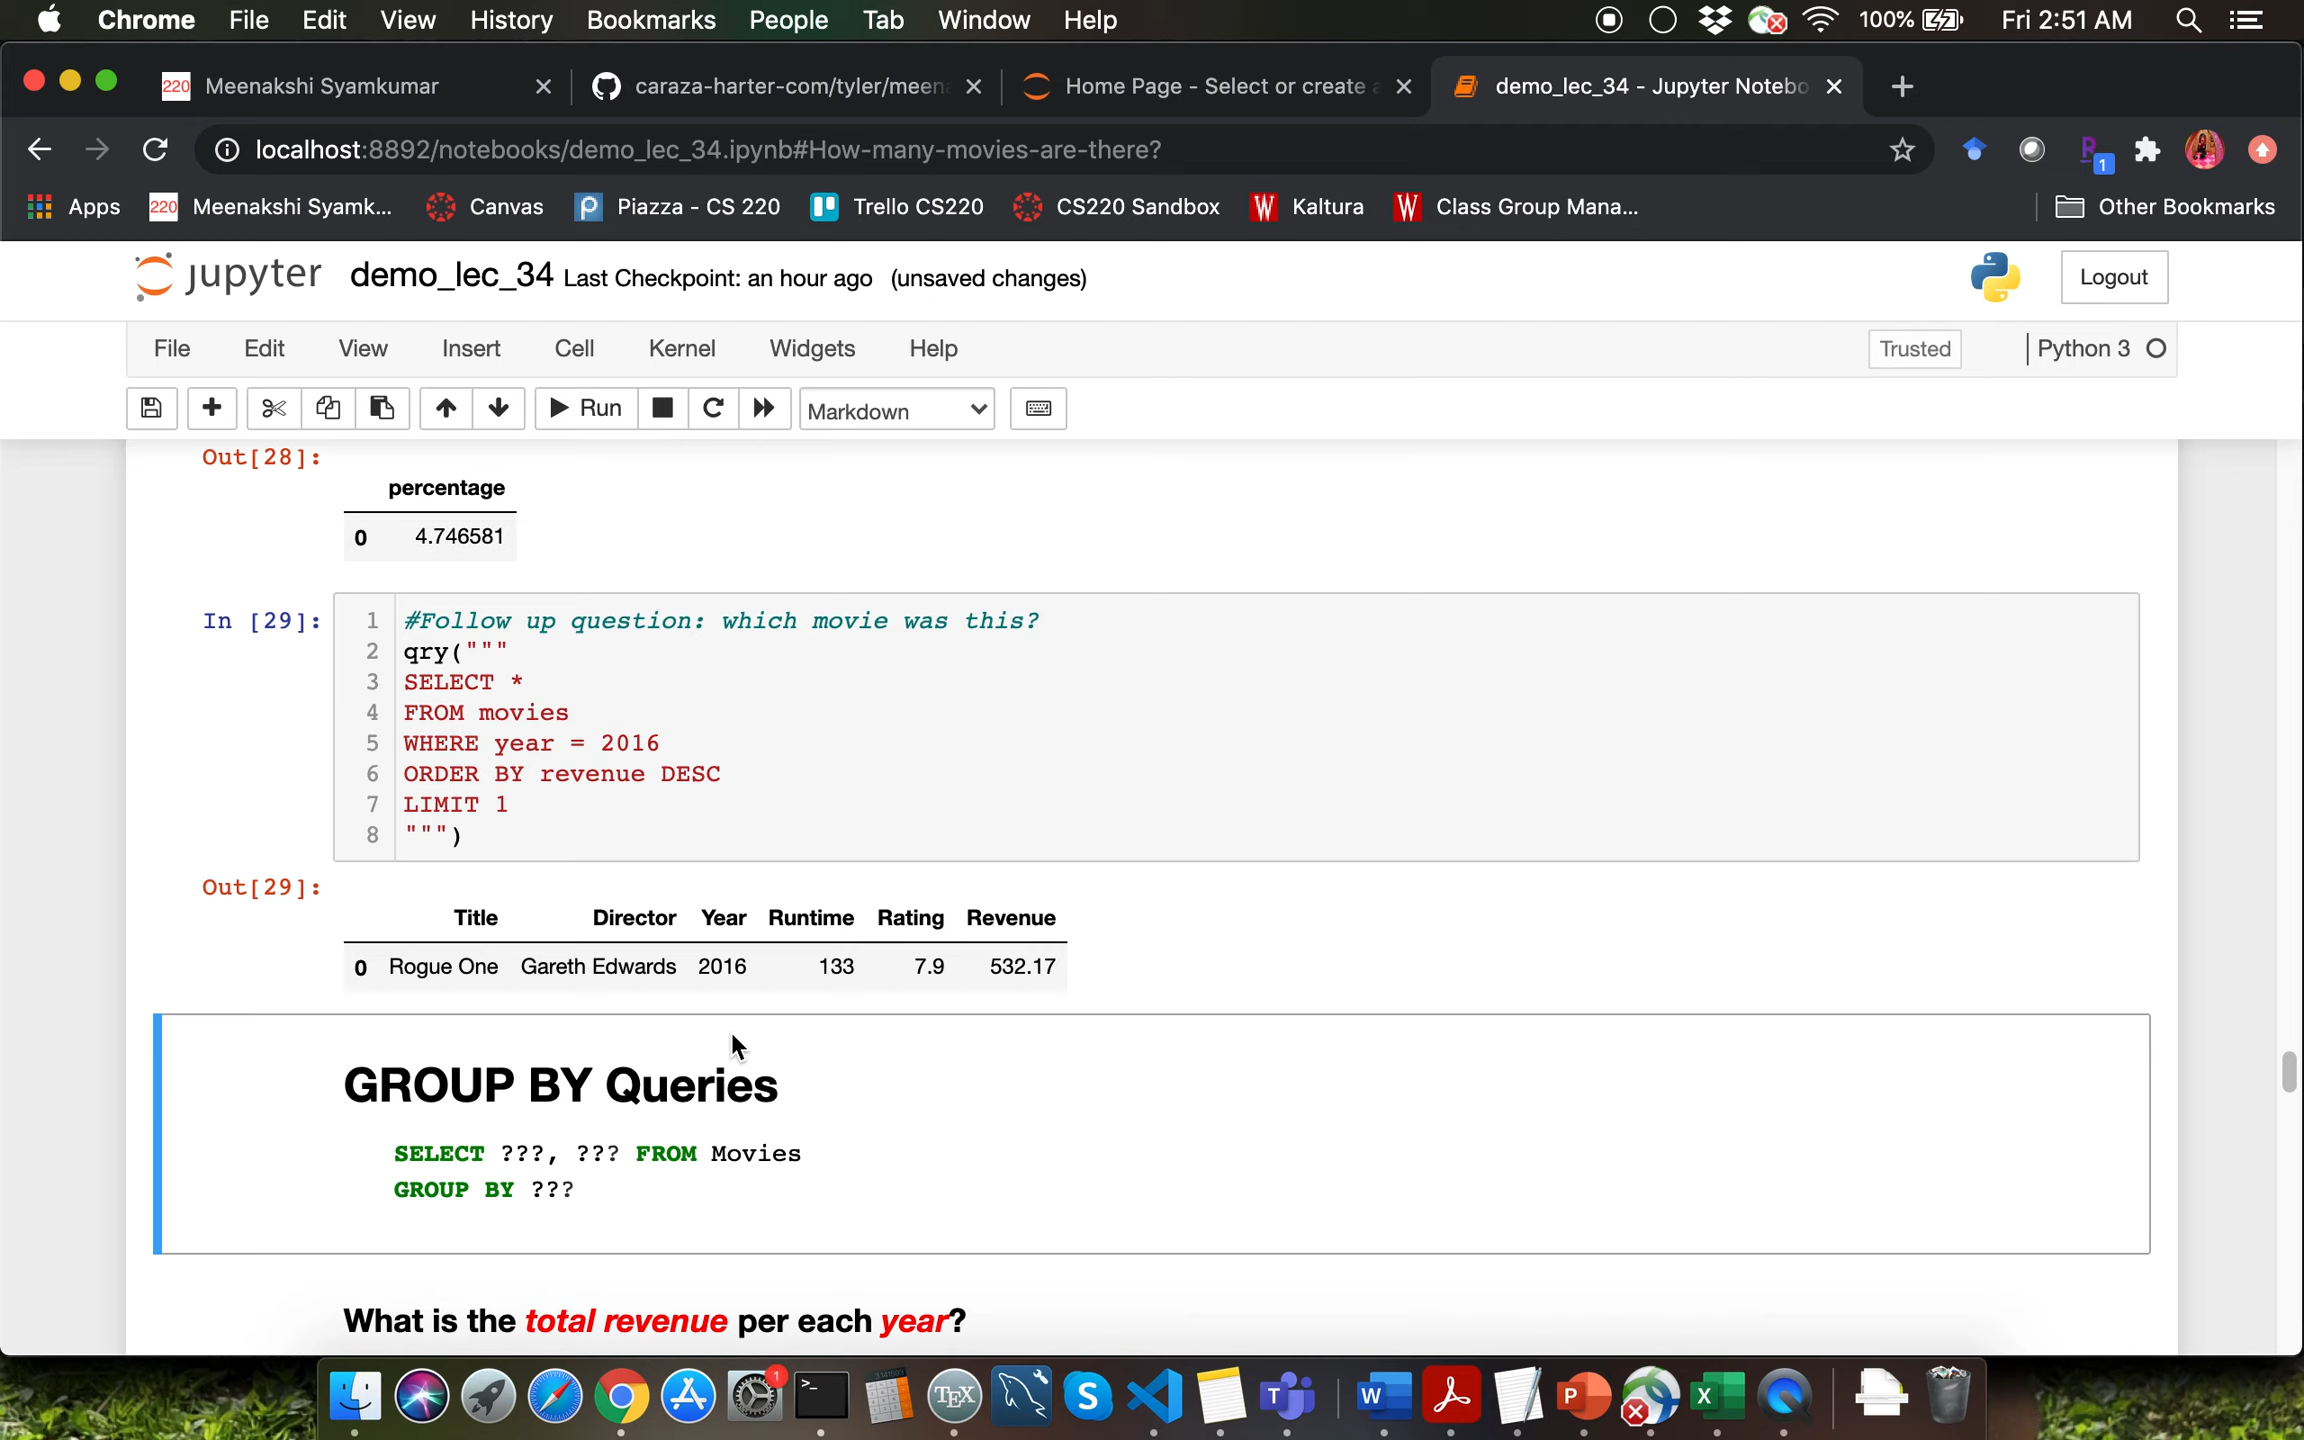 Chrome File Edit View History Bookmarks People Tab Window Help 100% Fri 2:51 AM
220 Meenakshi Syamkumar caraza-harter-com/tyler/meen Home Page - Select or create a demo_lec_34 - Jupyter Notebo
localhost:8892/notebooks/demo_lec_34.ipynb#How-many-movies-are-there? 1
Apps 220 Meenakshi Syamk... Canvas Piazza - CS 220 Trello CS220 CS220 Sandbox Kaltura Class Group Mana... Other Bookmarks
jupyter demo_lec_34 Last Checkpoint: an hour ago (unsaved changes) Logout
File Edit View Insert Cell Kernel Widgets Help Trusted Python 3
Run Markdown
Out[28]:
percentage
0 4.746581
In [29]: 1 #Follow up question: which movie was this?
2 qry("""
3 SELECT *
4 FROM movies
5 WHERE year = 2016
6 ORDER BY revenue DESC
7 LIMIT 1
8 """)
Out[29]:
Title Director Year Runtime Rating Revenue
0 Rogue One Gareth Edwards 2016 133 7.9 532.17
GROUP BY Queries
SELECT ???, ??? FROM Movies
GROUP BY ???
What is the total revenue per each year?
1 TEX S T W P X